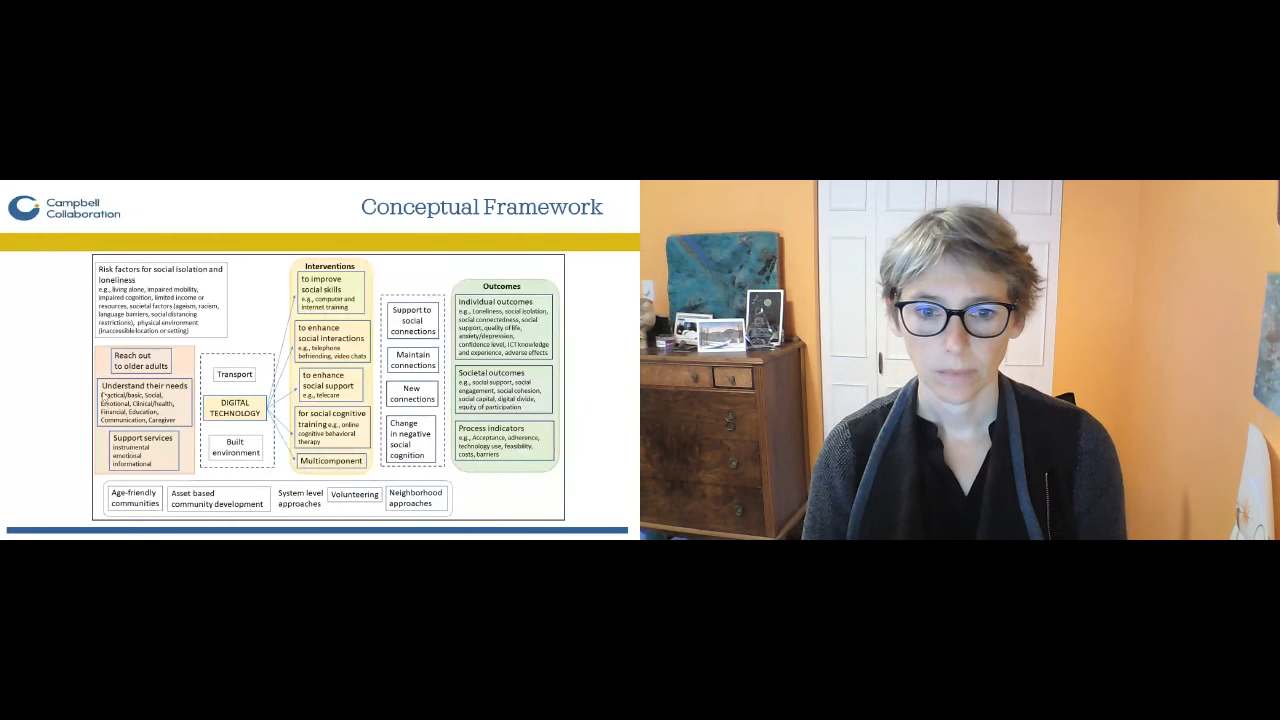 Campbell
Collaboration
Conceptual Framework
Risk factors for social isolation and
loneliness
e.g., living alone, impaired mobility,
impaired cognition, limited income or
resources, societal factors (ageism, racism,
language barriers, social distancing
restrictions), physical environment
(inaccessible location or setting)
Reach out
to older adults
Understand their needs
Practical/basic, Social,
Emotional, Clinical/health,
Financial, Education,
Communication, Caregiver
Support services
instrumental
emotional
informational
Transport
DIGITAL
TECHNOLOGY
Built
environment
Interventions
to improve
social skills
e.g., computer and
internet training
to enhance
social interactions
e.g., telephone
befriending, video chats
to enhance
social support
e.g., telecare
for social cognitive
training e.g., online
cognitive behavioral
therapy
Multicomponent
Support to
social
connections
Maintain
connections
New
connections
Change
in negative
social
cognition
Outcomes
Individual outcomes
e.g., Loneliness, social isolation,
social connectedness, social
support, quality of life,
anxiety/depression,
confidence level, ICT knowledge
and experience, adverse effects
Societal outcomes
e.g., social support, social
engagement, social cohesion,
social capital, digital divide,
equity of participation
Process indicators
e.g., Acceptance, adherence,
technology use, feasibility,
costs, barriers
Age-friendly
communities
Asset based
community development
System level
approaches
Volunteering
Neighborhood
approaches